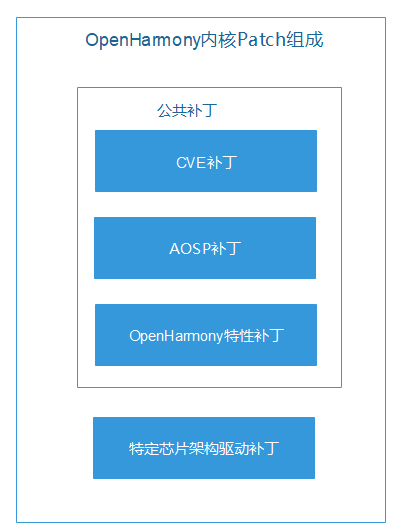 OpenHarmony内核Patch组成
公共补丁
CVE补丁
AOSP补丁
OpenHarmony特性补丁
特定芯片架构驱动补丁